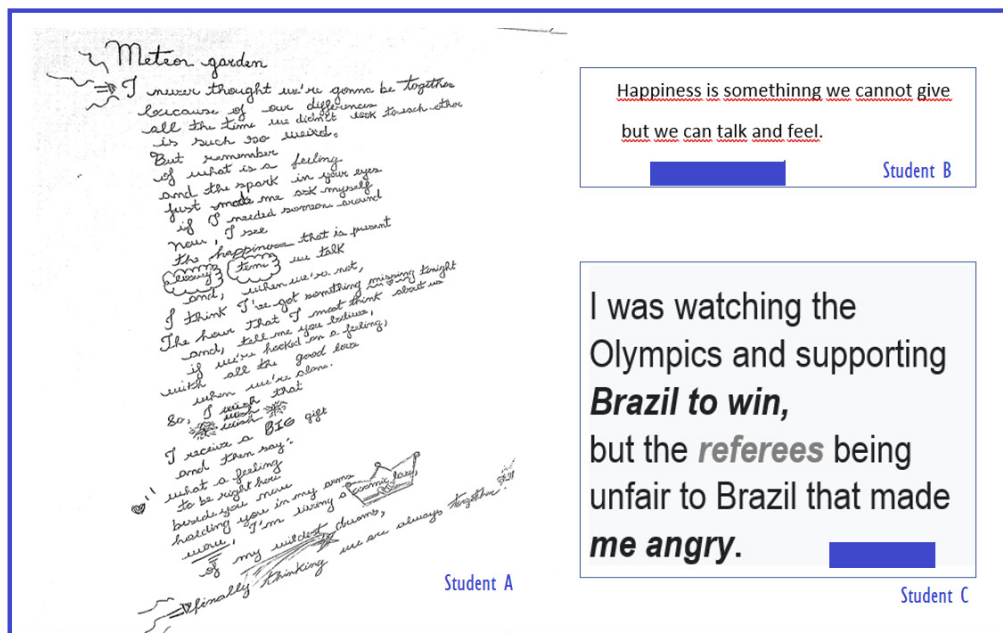 Meteor garden
I never thought we're gonna be together
because of our differences
all the time we didn't look to each other
is such so weird.
But remember
of what is a feeling
and the spark in your eyes
just made me ask myself
if I needed someone around
now, I see
the happiness that is present
every time we talk
and, when we're not,
I think I've got something missing tonight
The hour that I most think about us
and, tell me you believe,
if we're hooked on a feeling,
with all the good love
when we're alone.
So, I wish that
wish
wish
I receive a BIG gift
and then say:
what a feeling
to be right here
beside you now
holding you in my arms
wow, I'm living a cosmic love,
of my wildest dreams,
finally thinking we are always together!
Student A
Happiness is somethinng we cannot give
but we can talk and feel.
Student B
I was watching the
Olympics and supporting
Brazil to win,
but the referees being
unfair to Brazil that made
me angry.
Student C